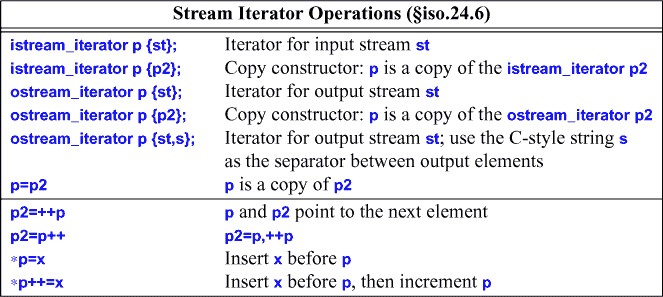 Stream Iterator Operations (§iso.24.6)
istream_iterator p {st}; Iterator for input stream st
istream_iterator p {p2}; Copy constructor: p is a copy of the istream_iterator p2
ostream_iterator p {st}; Iterator for output stream st
ostream_iterator p {p2}; Copy constructor: p is a copy of the ostream_iterator p2
ostream_iterator p {st,s}; Iterator for output stream st; use the C-style string s
as the separator between output elements
p=p2 p is a copy of p2
p2=++p p and p2 point to the next element
p2=p++ p2=p,++p
∗p=x Insert x before p
∗p++=x Insert x before p, then increment p